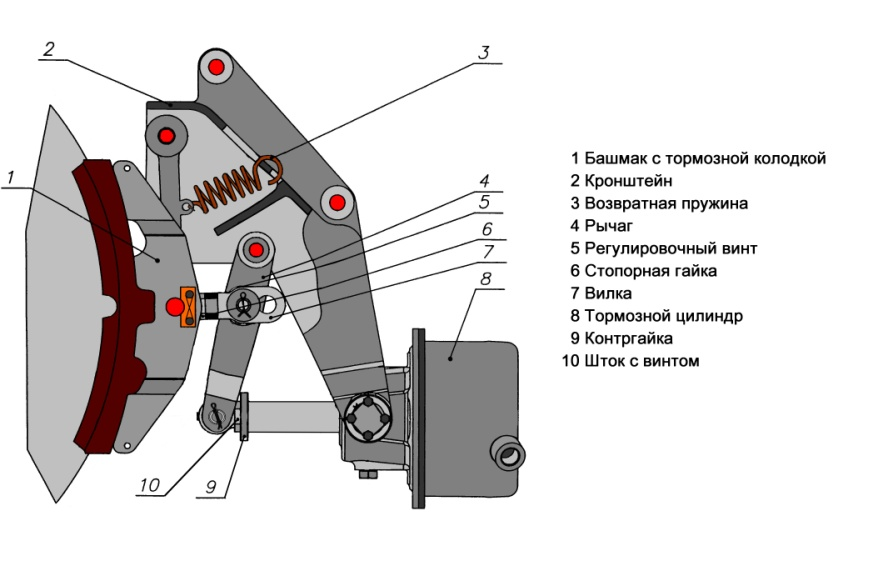 2
3
1
4
5
6
7
8
10
9
1 Башмак с тормозной колодкой
2 Кронштейн
3 Возвратная пружина
4 Рычаг
5 Регулировочный винт
6 Стопорная гайка
7 Вилка
8 Тормозной цилиндр
9 Контргайка
10 Шток с винтом